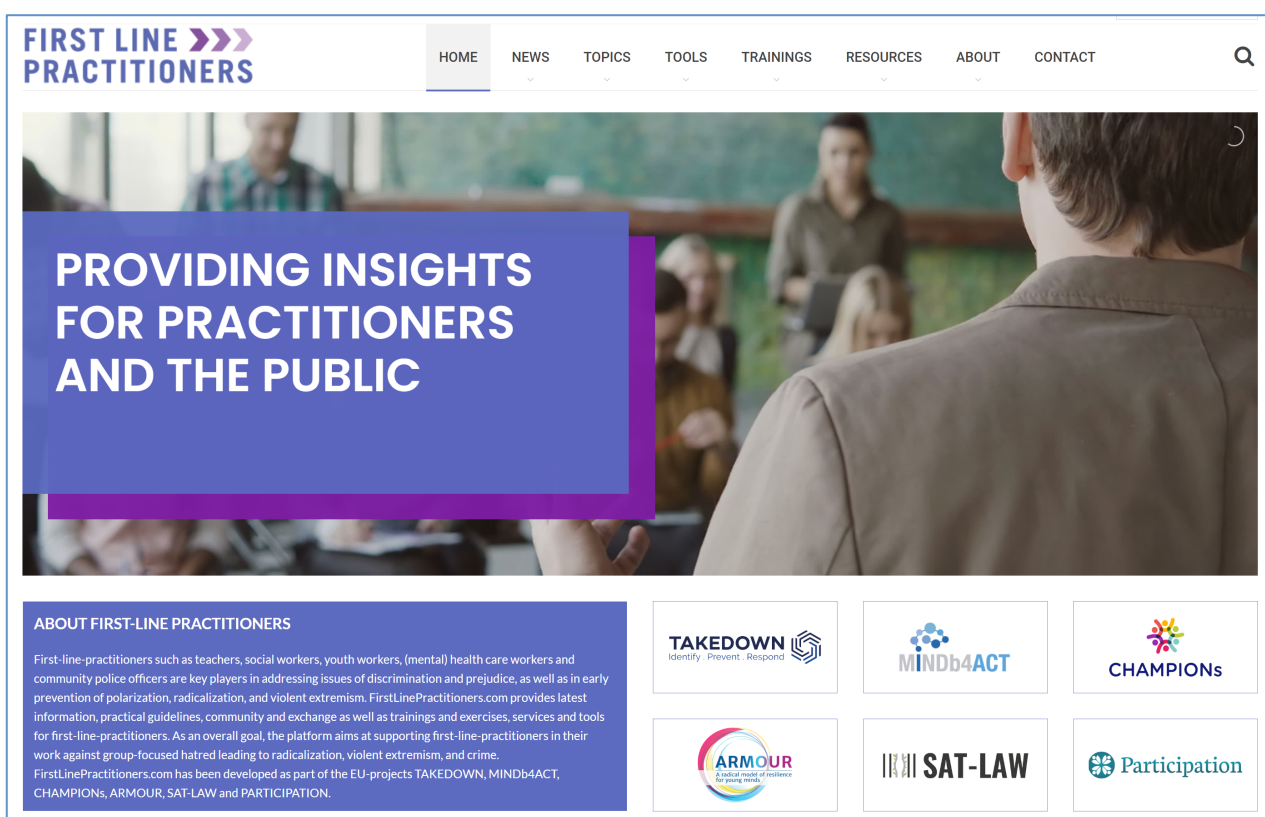 FIRST LINE
PRACTITIONERS
HOME
NEWS
TOPICS
TOOLS
TRAININGS
RESOURCES
ABOUT
CONTACT
PROVIDING INSIGHTS
FOR PRACTITIONERS
AND THE PUBLIC
ABOUT FIRST-LINE PRACTITIONERS
First-line-practitioners such as teachers, social workers, youth workers, (mental) health care workers and
community police officers are key players in addressing issues of discrimination and prejudice, as well as in early
prevention of polarization, radicalization, and violent extremism. FirstLinePractitioners.com provides latest
information, practical guidelines, community and exchange as well as trainings and exercises, services and tools
for first-line-practitioners. As an overall goal, the platform aims at supporting first-line-practitioners in their
work against group-focused hatred leading to radicalization, violent extremism, and crime.
FirstLinePractitioners.com has been developed as part of the EU-projects TAKEDOWN, MINDb4ACT,
CHAMPIONs, ARMOUR, SAT-LAW and PARTICIPATION.
TAKEDOWN
Identify . Prevent . Respond
MINDb4ACT
CHAMPIONs
ARMOUR
A radical model of resilience
for young minds
SAT-LAW
Participation